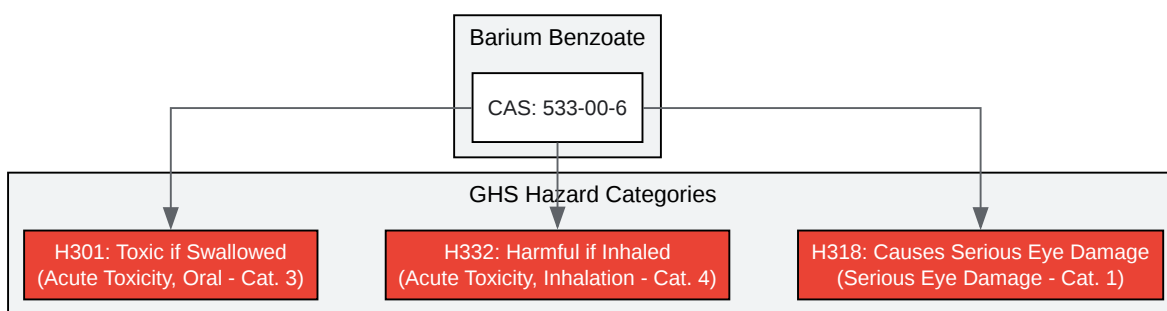 Barium Benzoate
CAS: 533-00-6
GHS Hazard Categories
H301: Toxic if Swallowed
(Acute Toxicity, Oral - Cat. 3)
H332: Harmful if Inhaled
(Acute Toxicity, Inhalation - Cat. 4)
H318: Causes Serious Eye Damage
(Serious Eye Damage - Cat. 1)